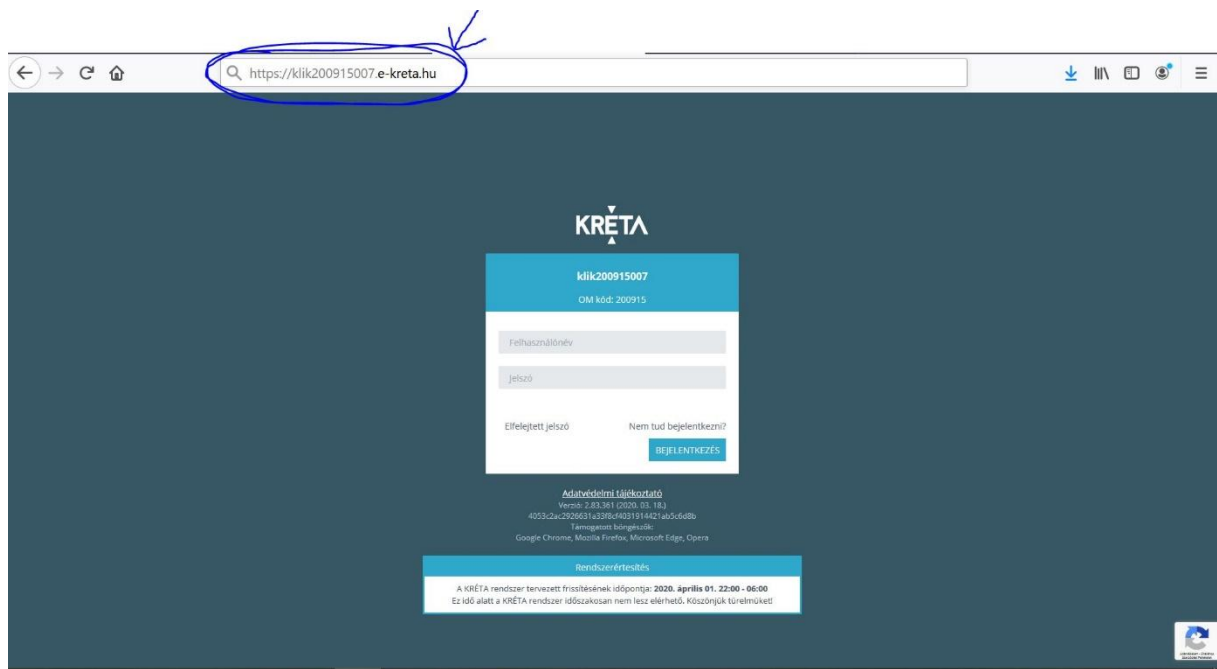 https://klik200915007.e-kreta.hu
KRÉTA
klik200915007
OM kód: 200915
Felhasználónév
Jelszó
Elfelejtett jelszó Nem tud bejelentkezni?
BEJELENTKEZÉS
Adatvédelmi tájékoztató
Verzió: 2.83.361 (2020. 03. 18.)
Támogatott böngészők:
Google Chrome, Mozilla Firefox, Microsoft Edge, Opera
Rendszerértesítés
A KRÉTA rendszer tervezett frissítésének időpontja: 2020. április 01. 22:00 - 06:00
Ez idő alatt a KRÉTA rendszer időszakosan nem lesz elérhető. Köszönjük türelmüket!